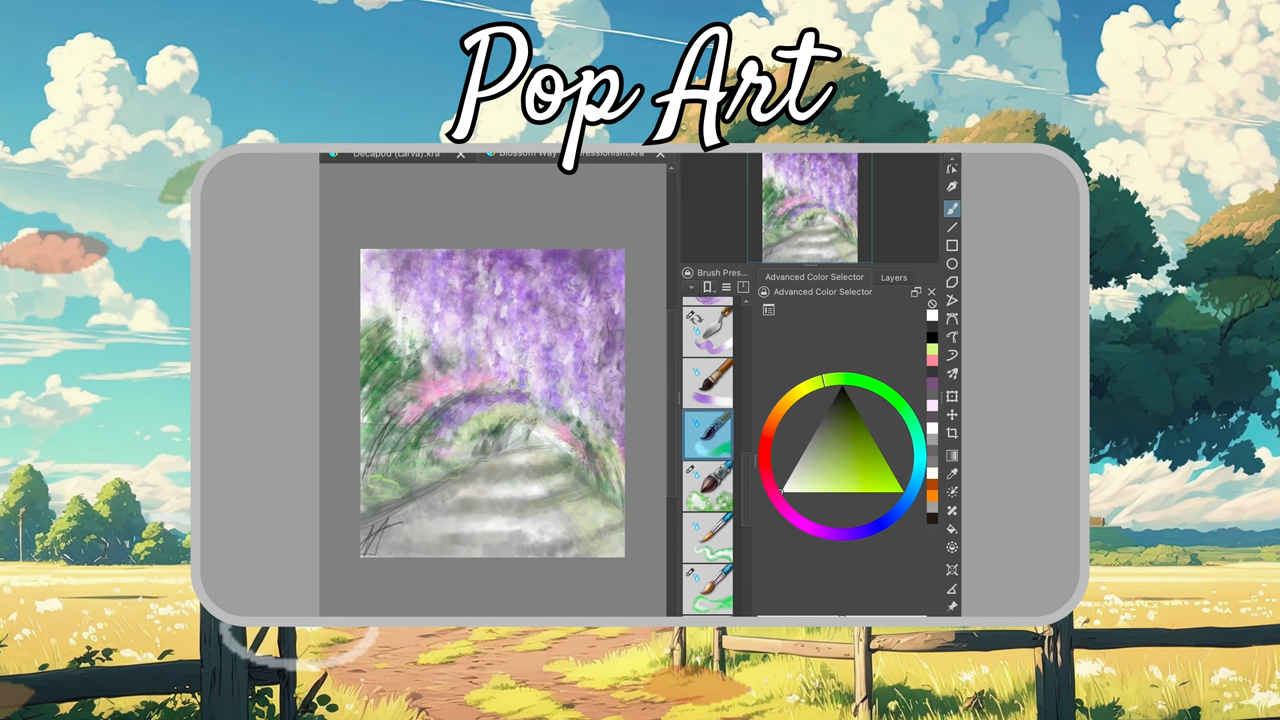 Pop Art
Decapod (Larva).kra
Brush Pres...
Advanced Color Selector
Layers
Advanced Color Selector